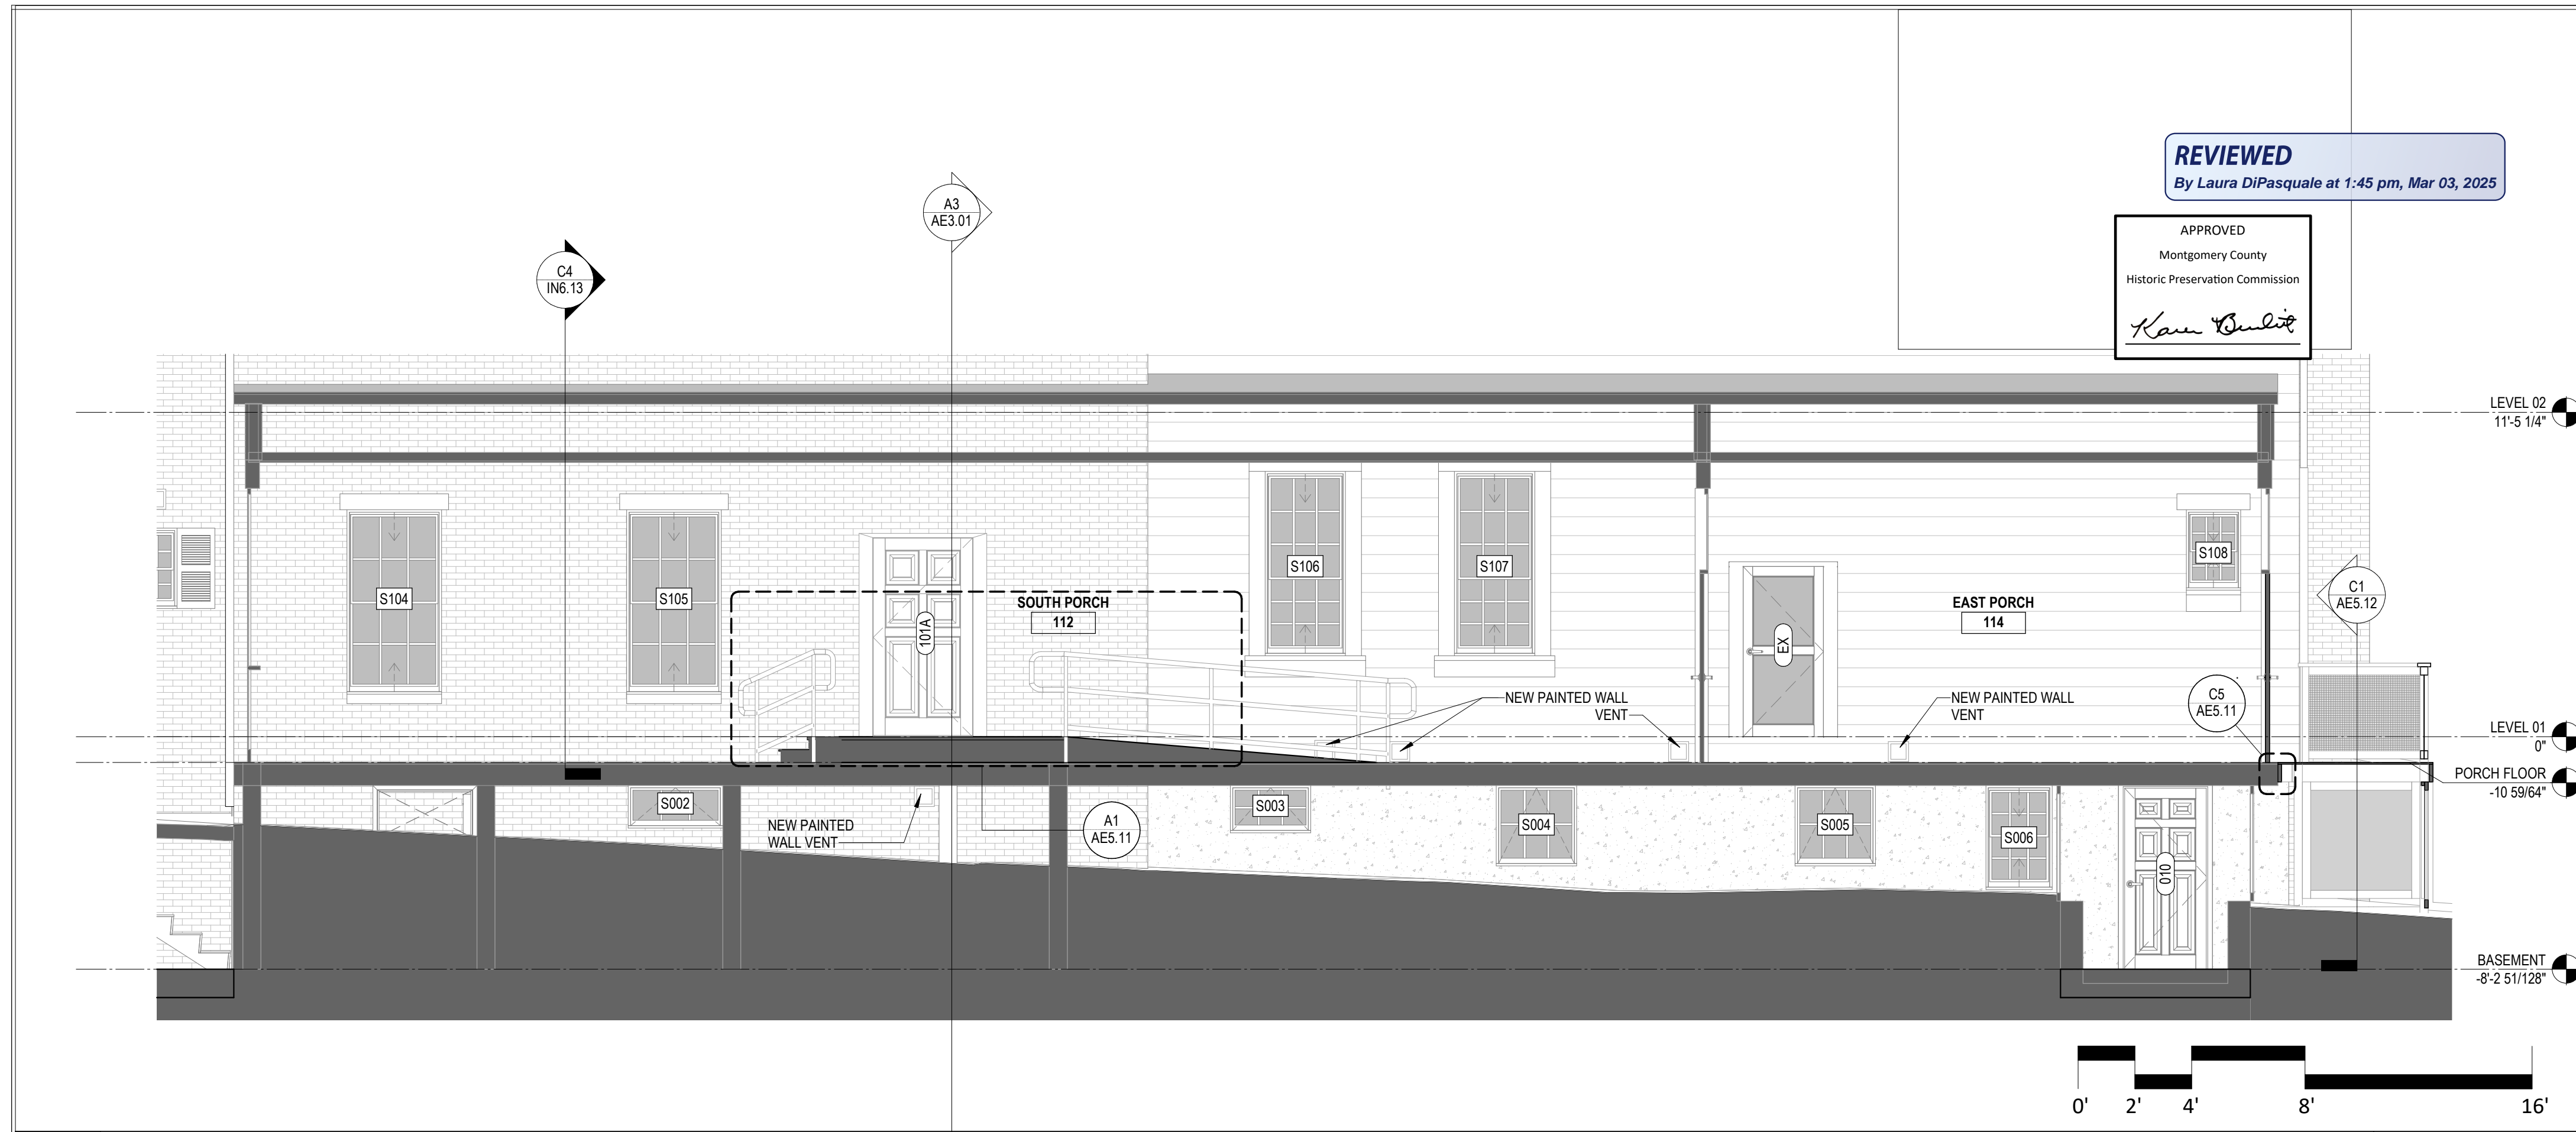 REVIEWED
By Laura DiPasquale at 1:45 pm, Mar 03, 2025
APPROVED
Montgomery County
Historic Preservation Commission
A3
AE3.01
C4
IN6.13
LEVEL 02
11'-5 1/4"
S104
S105
101A
SOUTH PORCH
112
S106
S107
EX
EAST PORCH
114
S108
C1
AE5.12
NEW PAINTED WALL
VENT
NEW PAINTED WALL
VENT
C5
AE5.11
LEVEL 01
0"
PORCH FLOOR
-10 59/64"
S002
NEW PAINTED
WALL VENT
A1
AE5.11
S003
S004
S005
S006
010
BASEMENT
-8'-2 51/128"
0' 2' 4' 8' 16'